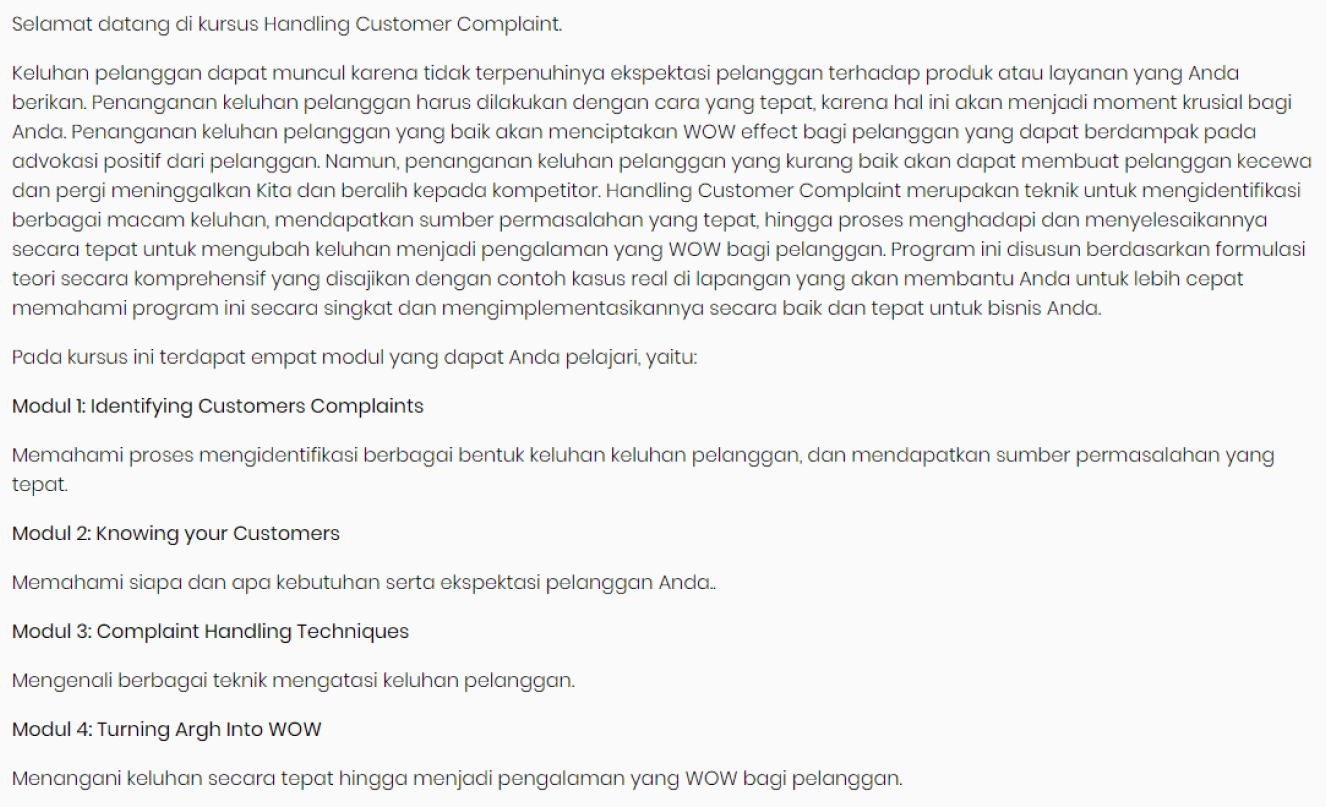 Selamat datang di kursus Handling Customer Complaint.
Keluhan pelanggan dapat muncul karena tidak terpenuhinya ekspektasi pelanggan terhadap produk atau layanan yang Anda
berikan. Penanganan keluhan pelanggan harus dilakukan dengan cara yang tepat, karena hal ini akan menjadi moment krusial bagi
Anda. Penanganan keluhan pelanggan yang baik akan menciptakan WOW effect bagi pelanggan yang dapat berdampak pada
advokasi positif dari pelanggan. Namun, penanganan keluhan pelanggan yang kurang baik akan dapat membuat pelanggan kecewa
dan pergi meninggalkan Kita dan beralih kepada kompetitor. Handling Customer Complaint merupakan teknik untuk mengidentifikasi
berbagai macam keluhan, mendapatkan sumber permasalahan yang tepat, hingga proses menghadapi dan menyelesaikannya
secara tepat untuk mengubah keluhan menjadi pengalaman yang WOW bagi pelanggan. Program ini disusun berdasarkan formulasi
teori secara komprehensif yang disajikan dengan contoh kasus real di lapangan yang akan membantu Anda untuk lebih cepat
memahami program ini secara singkat dan mengimplementasikannya secara baik dan tepat untuk bisnis Anda.
Pada kursus ini terdapat empat modul yang dapat Anda pelajari, yaitu:
Modul 1: Identifying Customers Complaints
Memahami proses mengidentifikasi berbagai bentuk keluhan keluhan pelanggan, dan mendapatkan sumber permasalahan yang
tepat.
Modul 2: Knowing your Customers
Memahami siapa dan apa kebutuhan serta ekspektasi pelanggan Anda..
Modul 3: Complaint Handling Techniques
Mengenali berbagai teknik mengatasi keluhan pelanggan.
Modul 4: Turning Argh Into WOW
Menangani keluhan secara tepat hingga menjadi pengalaman yang WOW bagi pelanggan.